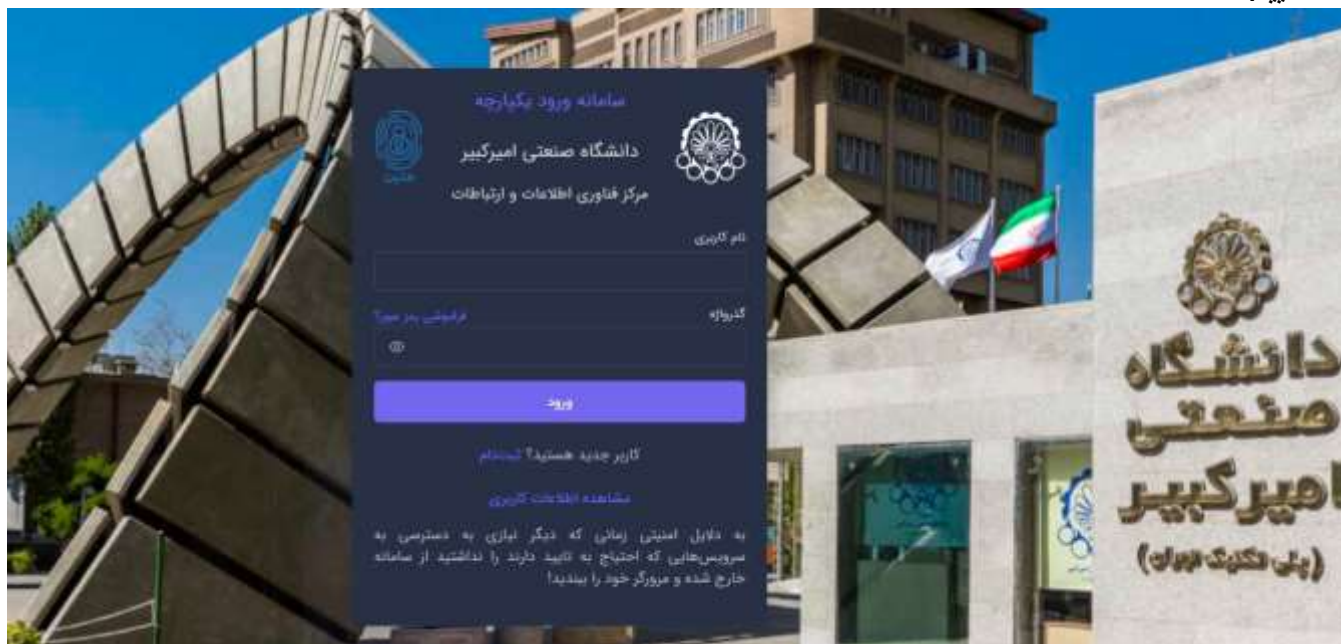 سامانه ورود یکپارچه
دانشگاه صنعتی امیرکبیر
مرکز فناوری اطلاعات و ارتباطات
نام کاربری
گذرواژه
فراموشی رمز عبور؟
ورود
کاربر جدید هستید؟ ثبت‌نام
مشاهده اطلاعات کاربری
به دلایل امنیتی زمانی که دیگر نیازی به دسترسی به
سرویس‌هایی که احتیاج به تایید دارند را نداشتید از سامانه
خارج شده و مرورگر خود را ببندید!
دانشگاه
صنعتی
امیرکبیر
(پلی تکنیک تهران)